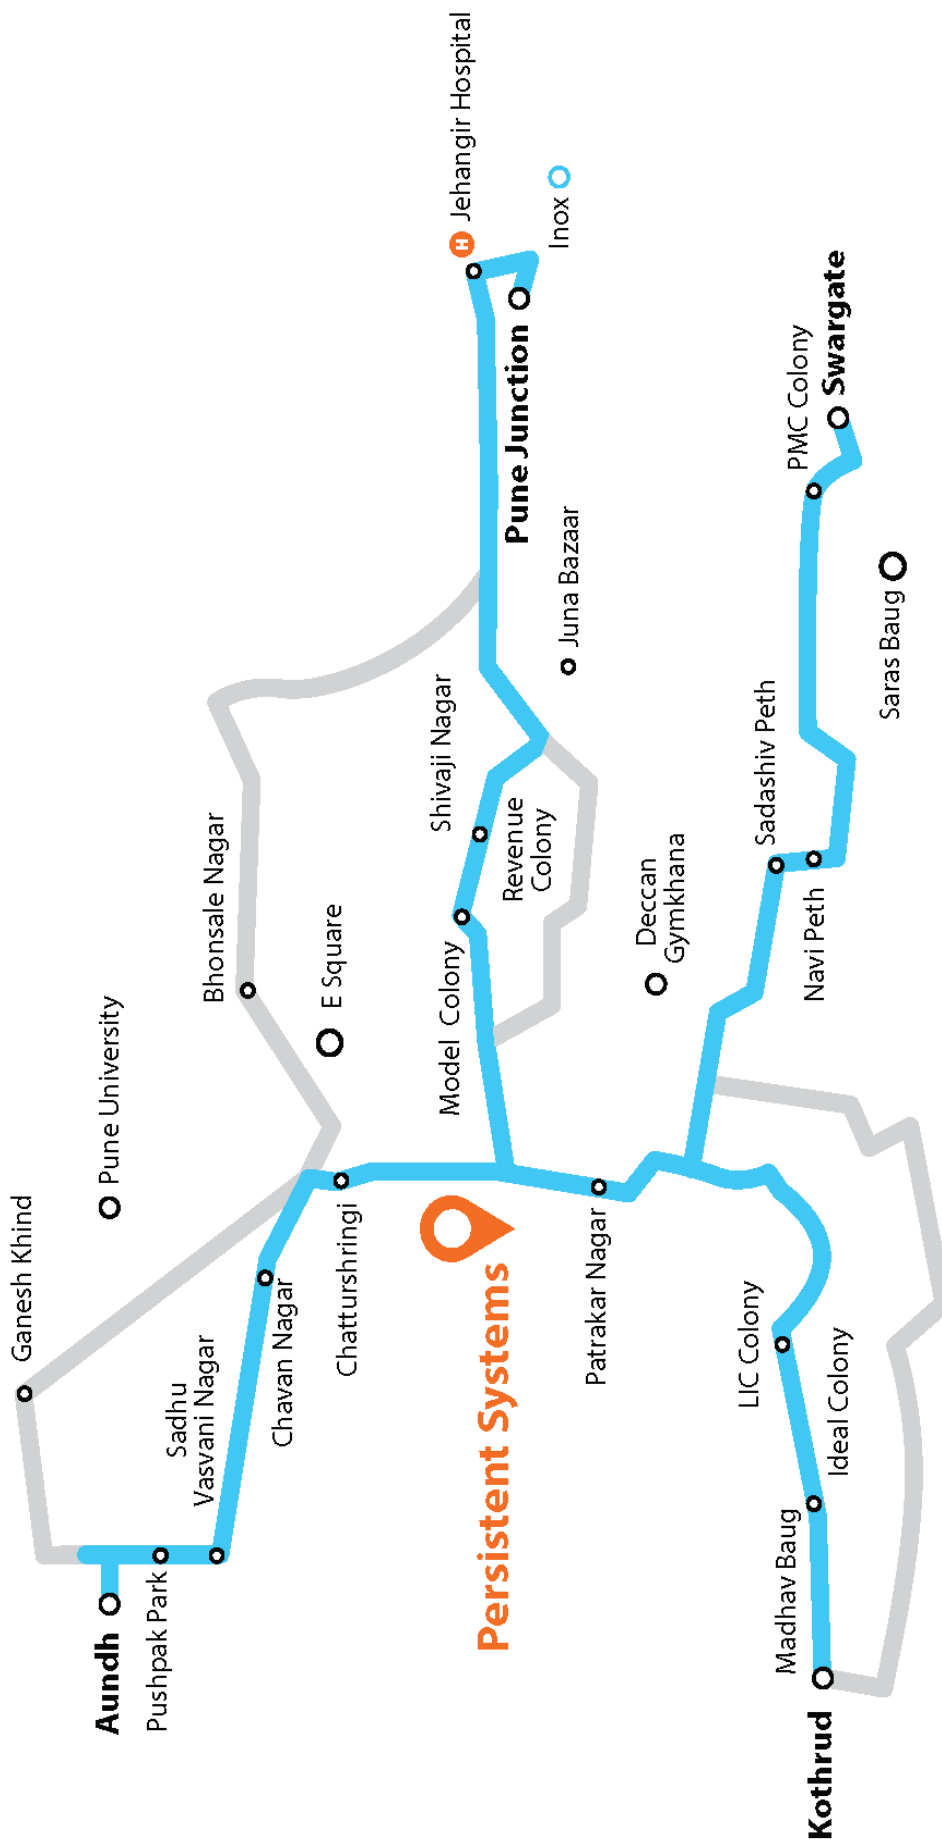 Ganesh Khind
Pune University
Aundh
Pushpak Park
Sadhu
Vasvani Nagar
Bhonsale Nagar
Chavan Nagar
E Square
Chatturshringi
Model Colony
Shivaji Nagar
H Jehangir Hospital
Persistent Systems
Revenue
Colony
Pune Junction
Inox
Juna Bazaar
Patrakar Nagar
Deccan
Gymkhana
LIC Colony
Sadashiv Peth
PMC Colony
Madhav Baug
Navi Peth
Swargate
Kothrud
Ideal Colony
Saras Baug